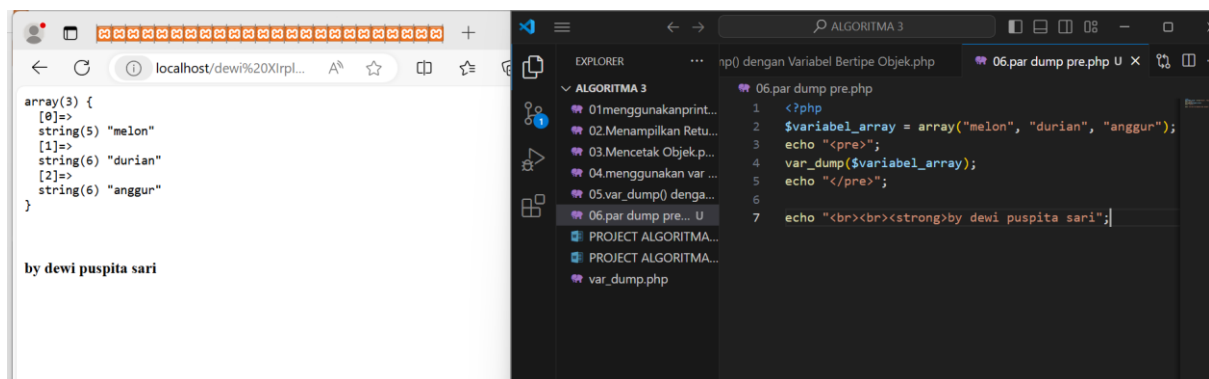 localhost/dewi%20XIrpl...
array(3) {
[0]=>
string(5) "melon"
[1]=>
string(6) "durian"
[2]=>
string(6) "anggur"
}
by dewi puspita sari
ALGORITMA 3
EXPLORER
ALGORITMA 3
01menggunakanprint...
02.Menampilkan Retu...
03.Mencetak Objek.p...
04.menggunakan var ...
05.var_dump() denga...
06.par dump pre... U
PROJECT ALGORITMA...
PROJECT ALGORITMA...
var_dump.php
1
np() dengan Variabel Bertipe Objek.php
06.par dump pre.php U
06.par dump pre.php
1 <?php
2 $variabel_array = array("melon", "durian", "anggur");
3 echo "<pre>";
4 var_dump($variabel_array);
5 echo "</pre>";
6
7 echo "<br><br><strong>by dewi puspita sari";